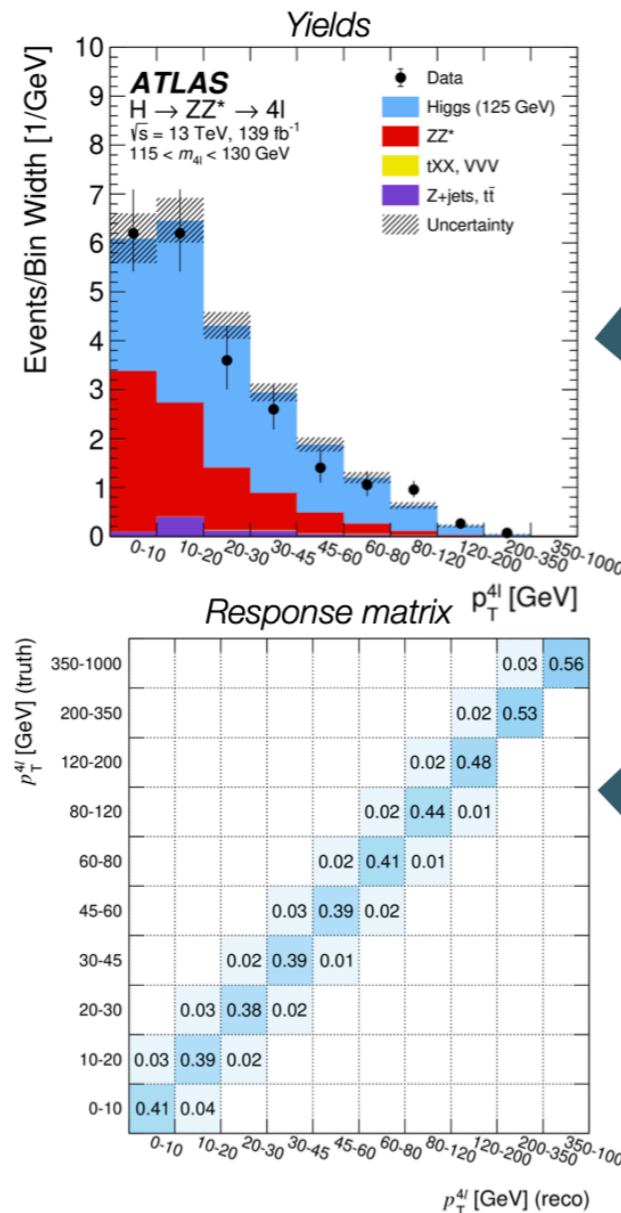 Yields
ATLAS
H → ZZ* → 4l
√s = 13 TeV, 139 fb⁻¹
115 < m₄ₗ < 130 GeV
Data
Higgs (125 GeV)
ZZ*
tXX, VVV
Z+jets, tt̄
Uncertainty
Events/Bin Width [1/GeV]
10
9
8
7
6
5
4
3
2
1
0
0-10 10-20 20-30 30-45 45-60 60-80 80-120 120-200 200-350 350-1000
p_T^4l [GeV]
Response matrix
p_T^4l [GeV] (truth)
350-1000 0.03 0.56
200-350 0.02 0.53
120-200 0.02 0.48
80-120 0.02 0.44 0.01
60-80 0.02 0.41 0.01
45-60 0.03 0.39 0.02
30-45 0.02 0.39 0.01
20-30 0.03 0.38 0.02
10-20 0.03 0.39 0.02
0-10 0.41 0.04
0-10 10-20 20-30 30-45 45-60 60-80 80-120 120-200 200-350 350-100
p_T^4l [GeV] (reco)